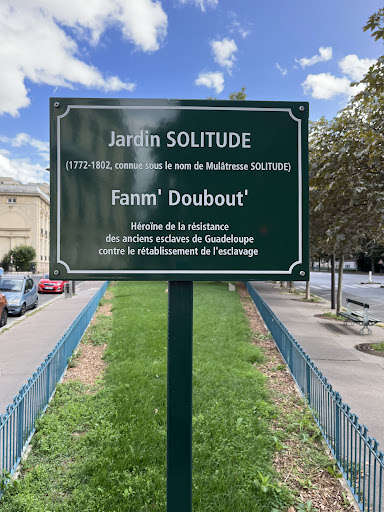 Jardin SOLITUDE
(1772-1802, connue sous le nom de Mulâtresse SOLITUDE)
Fanm' Doubout'
Héroïne de la résistance
des anciens esclaves de Guadeloupe
contre le rétablissement de l'esclavage